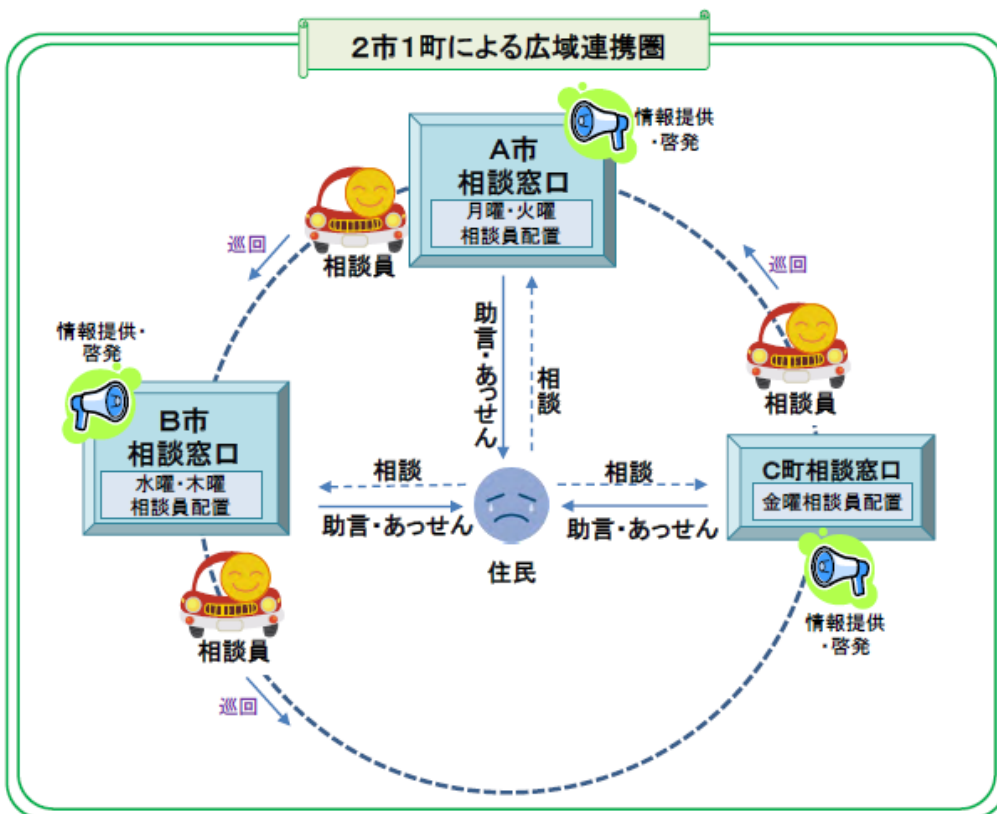 2市1町による広域連携圏
情報提供
・啓発
A市
相談窓口
月曜・火曜
相談員配置
巡回
相談員
巡回
相談員
助言・あっせん
相談
情報提供・
啓発
B市
相談窓口
水曜・木曜
相談員配置
相談
助言・あっせん
相談
助言・あっせん
住民
C町相談窓口
金曜相談員配置
情報提供
・啓発
相談員
巡回